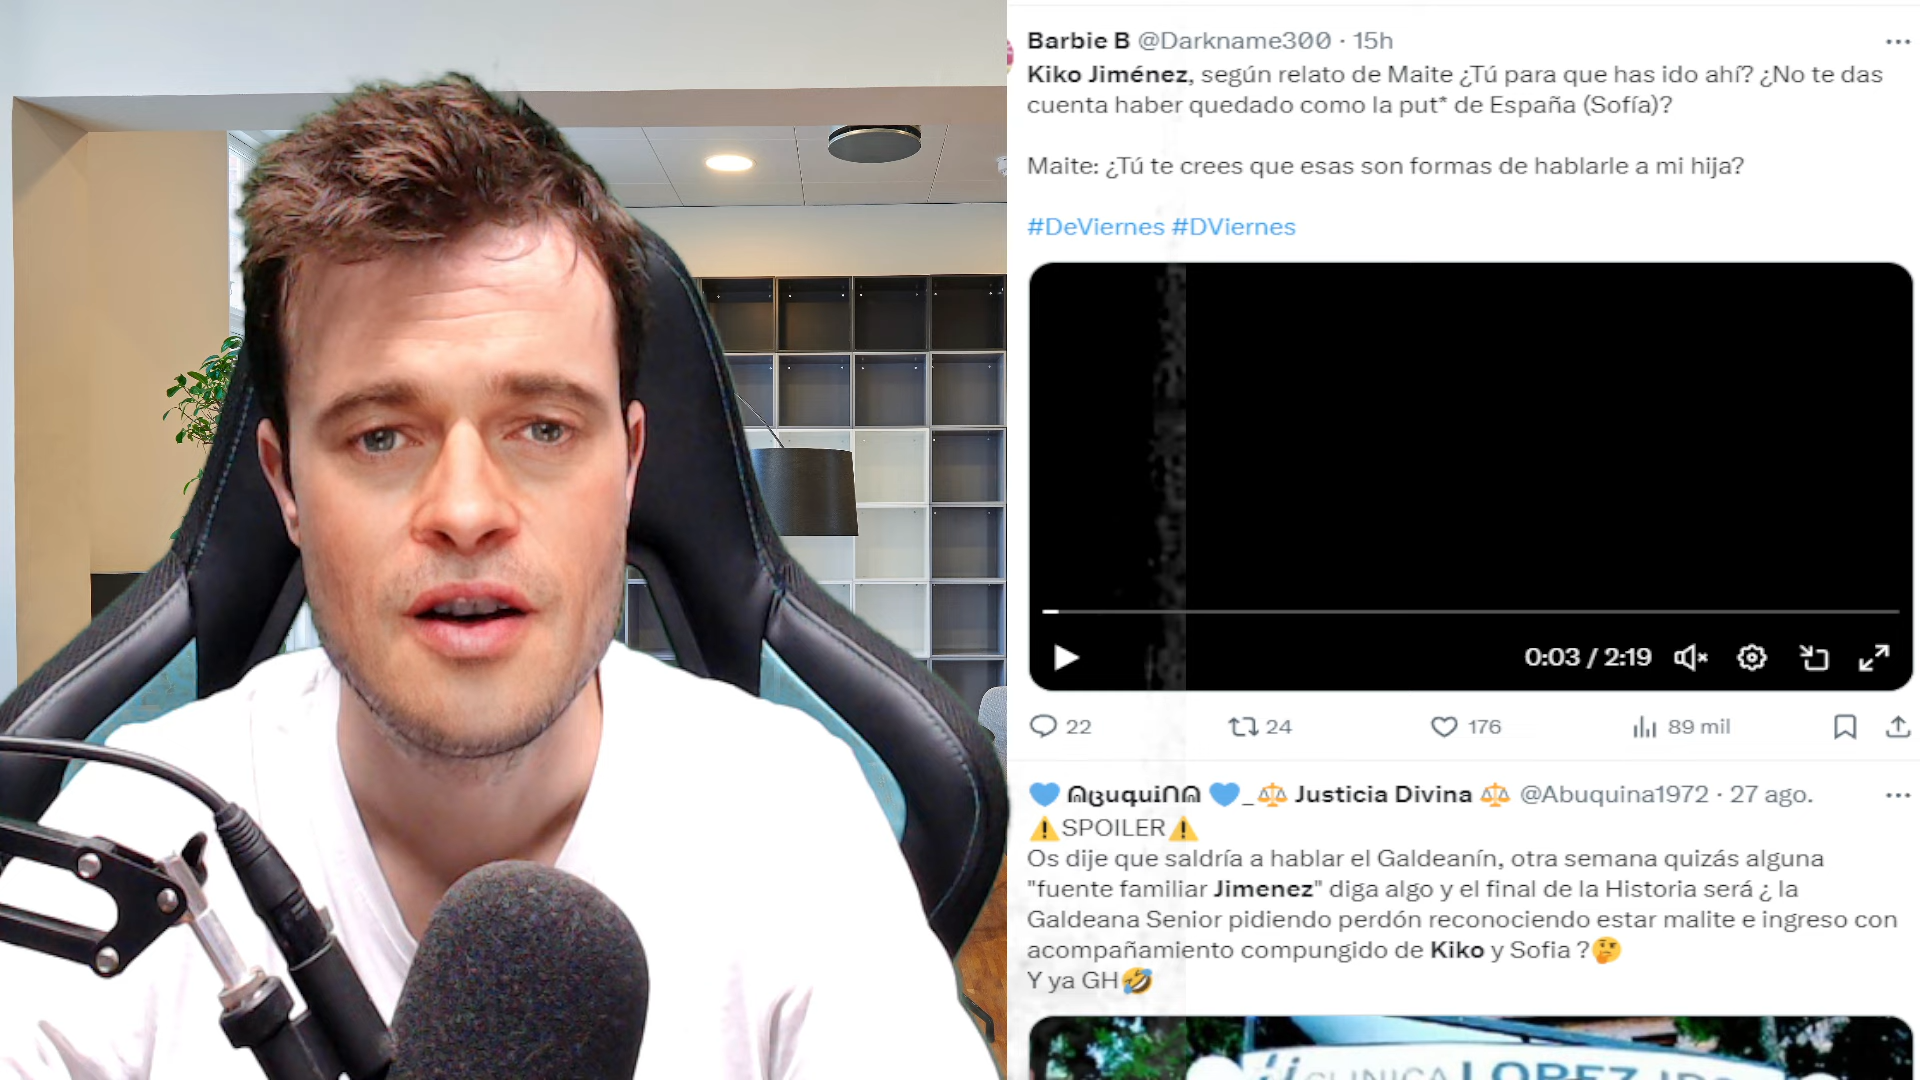 Barbie B @Darkname300 · 15h
Kiko Jiménez, según relato de Maite ¿Tú para que has ido ahí? ¿No te das
cuenta haber quedado como la put* de España (Sofía)?
Maite: ¿Tú te crees que esas son formas de hablarle a mi hija?
#DeViernes #DViernes
0:03 / 2:19
22
24
176
89 mil
💙 ᗩᘔuquiᑎᗩ 💙_⚖️ Justicia Divina ⚖️ @Abuquina1972 · 27 ago.
⚠️SPOILER⚠️
Os dije que saldría a hablar el Galdeanín, otra semana quizás alguna
"fuente familiar Jimenez" diga algo y el final de la Historia será ¿ la
Galdeana Senior pidiendo perdón reconociendo estar malite e ingreso con
acompañamiento compungido de Kiko y Sofia ?🤔
Y ya GH🤣
CLINICA LOPEZ